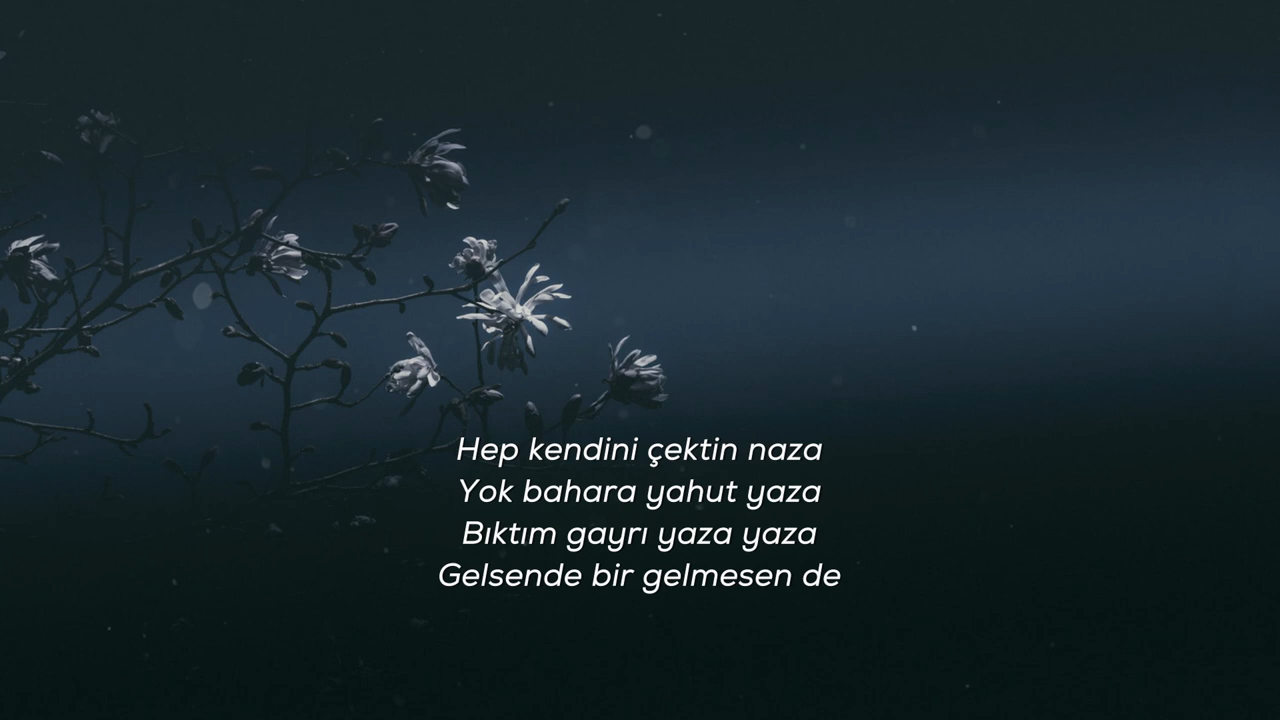 Hep kendini çektin naza
Yok bahara yahut yaza
Bıktım gayrı yaza yaza
Gelsende bir gelmesen de